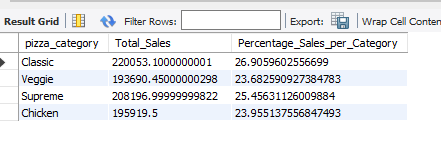 Result Grid Filter Rows: Export: Wrap Cell Conten
pizza_category Total_Sales Percentage_Sales_per_Category
Classic 220053.1000000001 26.9059602556699
Veggie 193690.45000000298 23.682590927384783
Supreme 208196.99999999822 25.45631126009884
Chicken 195919.5 23.955137556847493